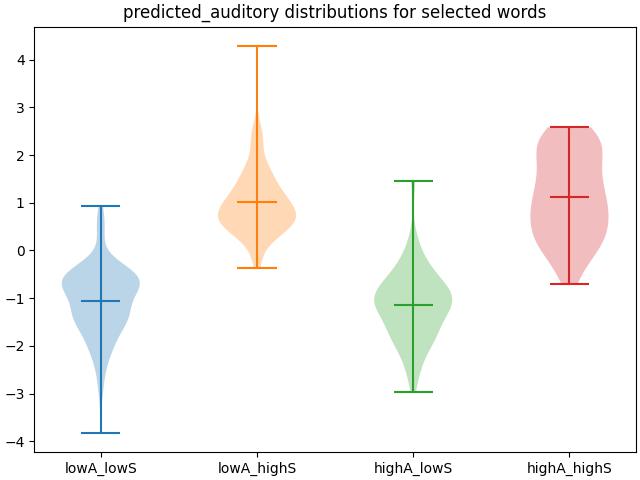 predicted_auditory distributions for selected words
4
3
2
1
0
−1
−2
−3
−4
lowA_lowS
lowA_highS
highA_lowS
highA_highS